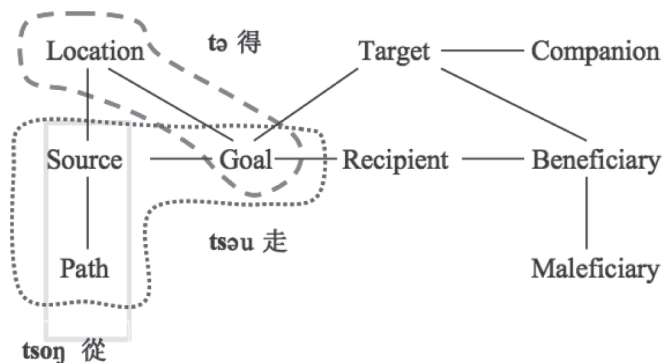 tə 得
Location Target Companion
Source Goal Recipient Beneficiary
tsəu 走
Path Maleficiary
tsoŋ 從